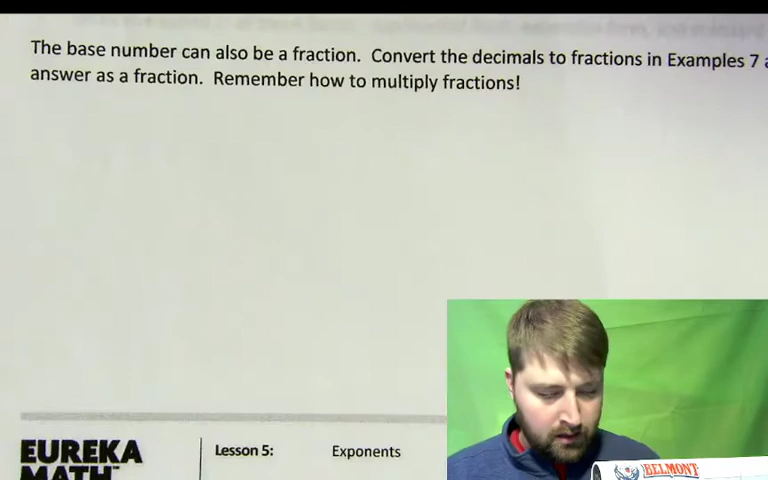 The base number can also be a fraction. Convert the decimals to fractions in Examples 7
answer as a fraction. Remember how to multiply fractions!
EUREKA
MATH™
Lesson 5:
Exponents
BELMONT